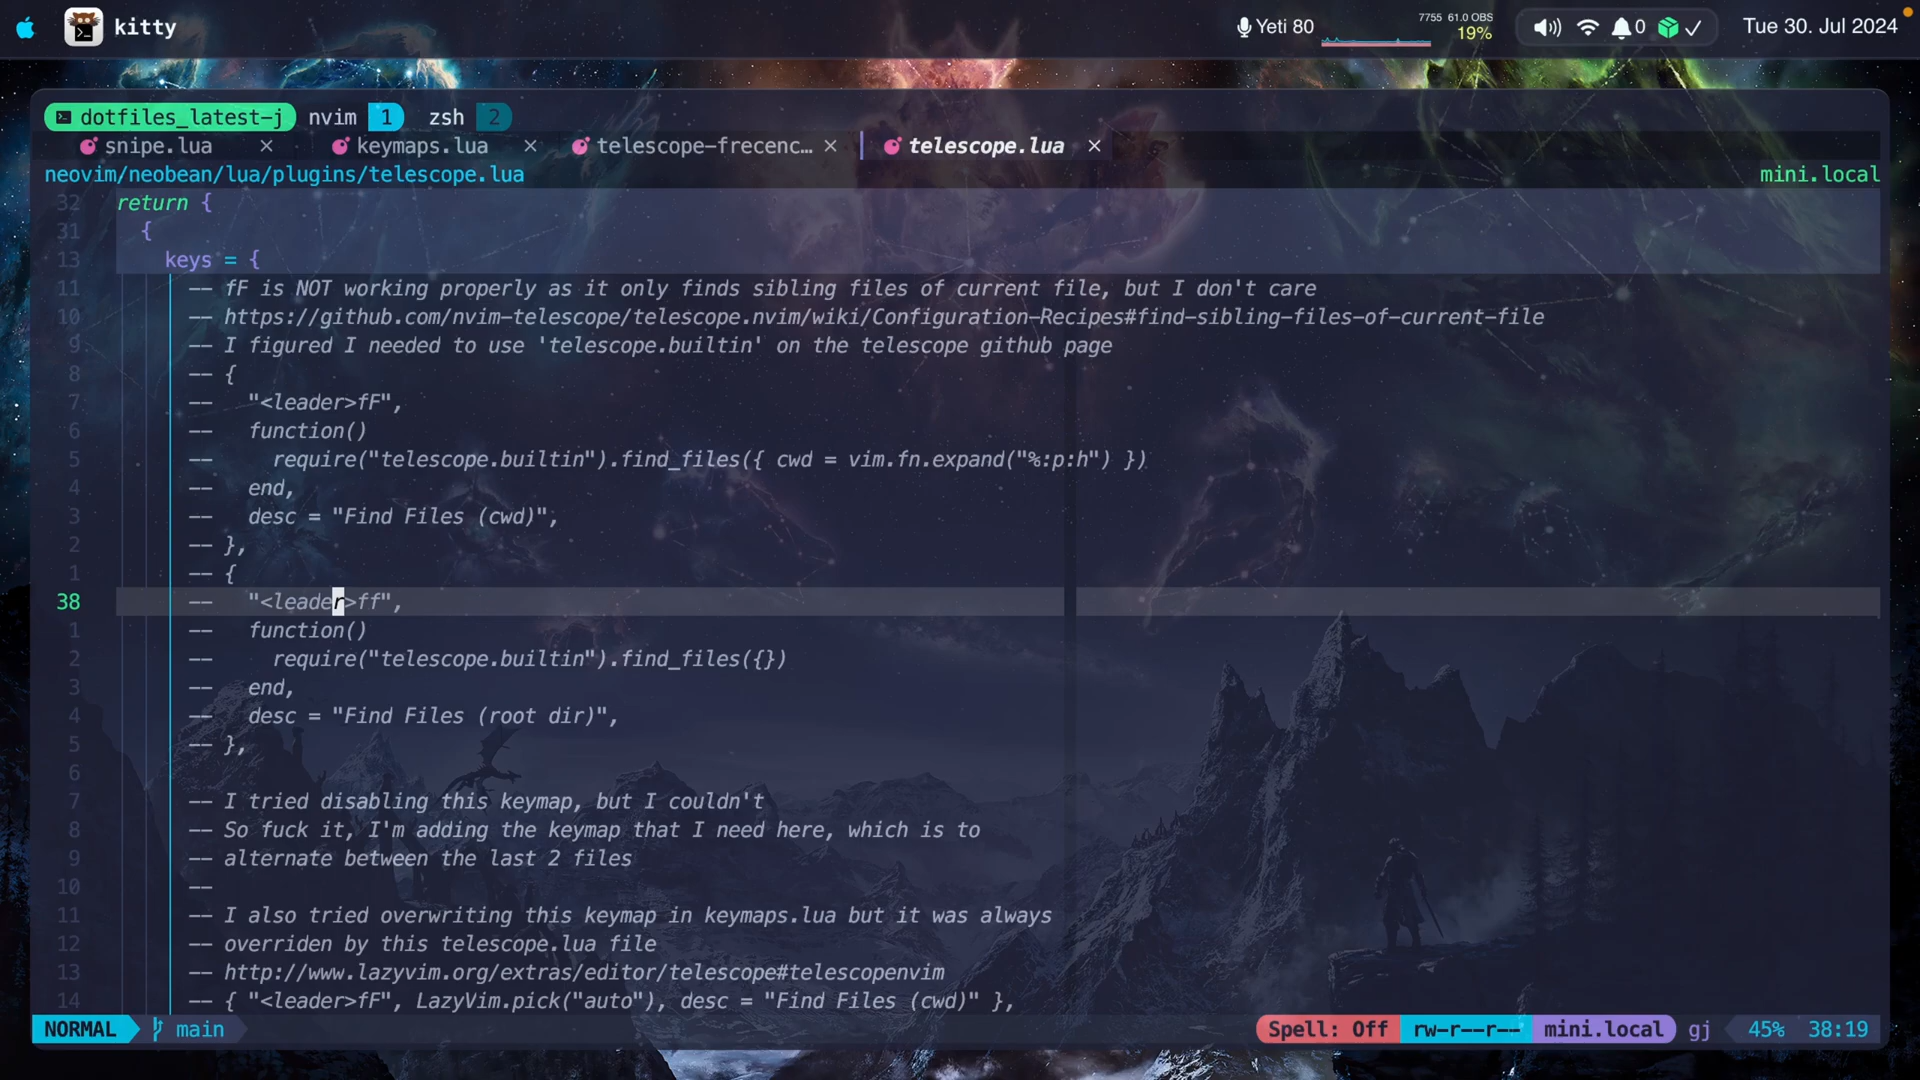 kitty
Yeti 80
7755 61.0 OBS
19%
0
Tue 30. Jul 2024
dotfiles_latest-j nvim 1 zsh 2
snipe.lua × keymaps.lua × telescope-frecenc… × telescope.lua ×
neovim/neobean/lua/plugins/telescope.lua mini.local
32 return {
31 {
13 keys = {
11 -- fF is NOT working properly as it only finds sibling files of current file, but I don't care
10 -- https://github.com/nvim-telescope/telescope.nvim/wiki/Configuration-Recipes#find-sibling-files-of-current-file
9 -- I figured I needed to use 'telescope.builtin' on the telescope github page
8 -- {
7 -- "<leader>fF",
6 -- function()
5 -- require("telescope.builtin").find_files({ cwd = vim.fn.expand("%:p:h") })
4 -- end,
3 -- desc = "Find Files (cwd)",
2 -- },
1 -- {
38 -- "<leader>ff",
1 -- function()
2 -- require("telescope.builtin").find_files({})
3 -- end,
4 -- desc = "Find Files (root dir)",
5 -- },
6
7 -- I tried disabling this keymap, but I couldn't
8 -- So fuck it, I'm adding the keymap that I need here, which is to
9 -- alternate between the last 2 files
10 --
11 -- I also tried overwriting this keymap in keymaps.lua but it was always
12 -- overriden by this telescope.lua file
13 -- http://www.lazyvim.org/extras/editor/telescope#telescopenvim
14 -- { "<leader>fF", LazyVim.pick("auto"), desc = "Find Files (cwd)" },
NORMAL main Spell: Off rw-r--r-- mini.local gj 45% 38:19